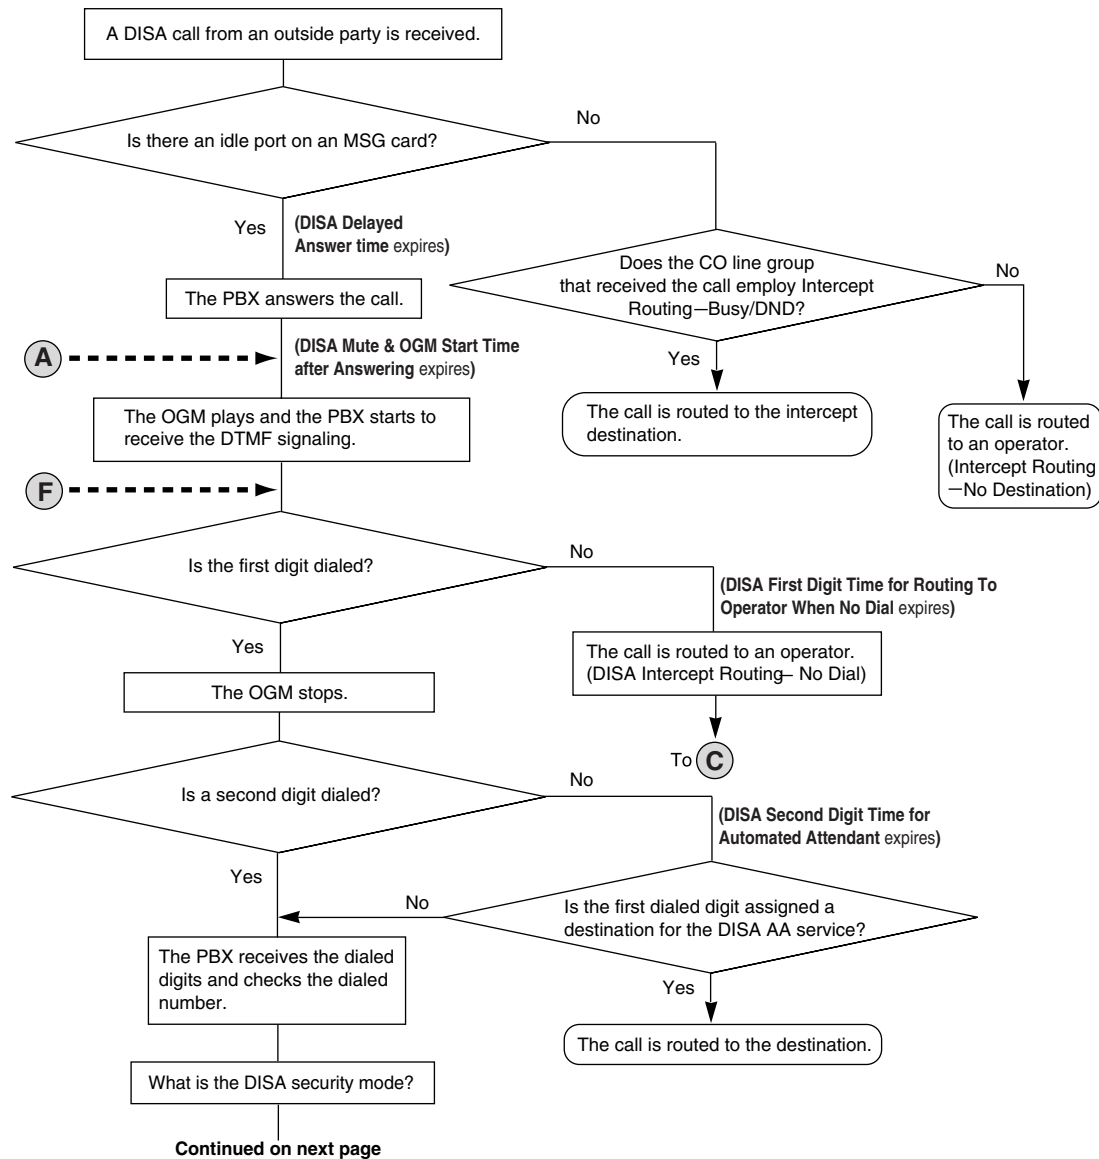 A DISA call from an outside party is received.
Is there an idle port on an MSG card?
No
Yes
(DISA Delayed
Answer time expires)
Does the CO line group
that received the call employ Intercept
Routing—Busy/DND?
No
The PBX answers the call.
A
(DISA Mute & OGM Start Time
after Answering expires)
Yes
The OGM plays and the PBX starts to
receive the DTMF signaling.
The call is routed to the intercept
destination.
The call is routed
to an operator.
(Intercept Routing
—No Destination)
F
Is the first digit dialed?
No
(DISA First Digit Time for Routing To
Operator When No Dial expires)
Yes
The call is routed to an operator.
(DISA Intercept Routing— No Dial)
The OGM stops.
To C
Is a second digit dialed?
No
(DISA Second Digit Time for
Automated Attendant expires)
Yes
No
Is the first dialed digit assigned a
destination for the DISA AA service?
The PBX receives the dialed
digits and checks the dialed
number.
Yes
The call is routed to the destination.
What is the DISA security mode?
Continued on next page